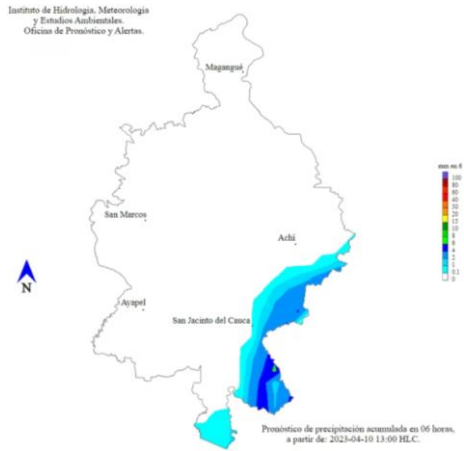 Instituto de Hidrologia, Meteorologia
y Estudios Ambientales.
Oficina de Pronóstico y Alertas.
Magangué
mm en 6
100
80
60
40
30
20
15
10
8
6
4
2
1
0.1
0
San Marcos
Achí
N
Ayapel
San Jacinto del Cauca
Pronóstico de precipitación acumulada en 06 horas,
a partir de: 2023-04-10 13:00 HLC.